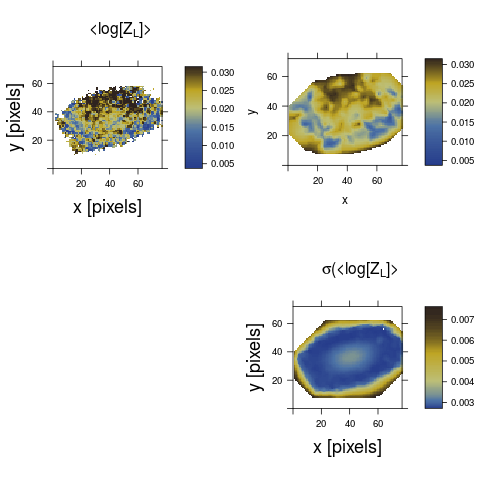 <log[Z_L]>
60
40
20
20 40 60
x [pixels]
y [pixels]
0.030
0.025
0.020
0.015
0.010
0.005
60
40
20
20 40 60
x
y
0.030
0.025
0.020
0.015
0.010
0.005
σ(<log[Z_L]>
60
40
20
20 40 60
x [pixels]
y [pixels]
0.007
0.006
0.005
0.004
0.003